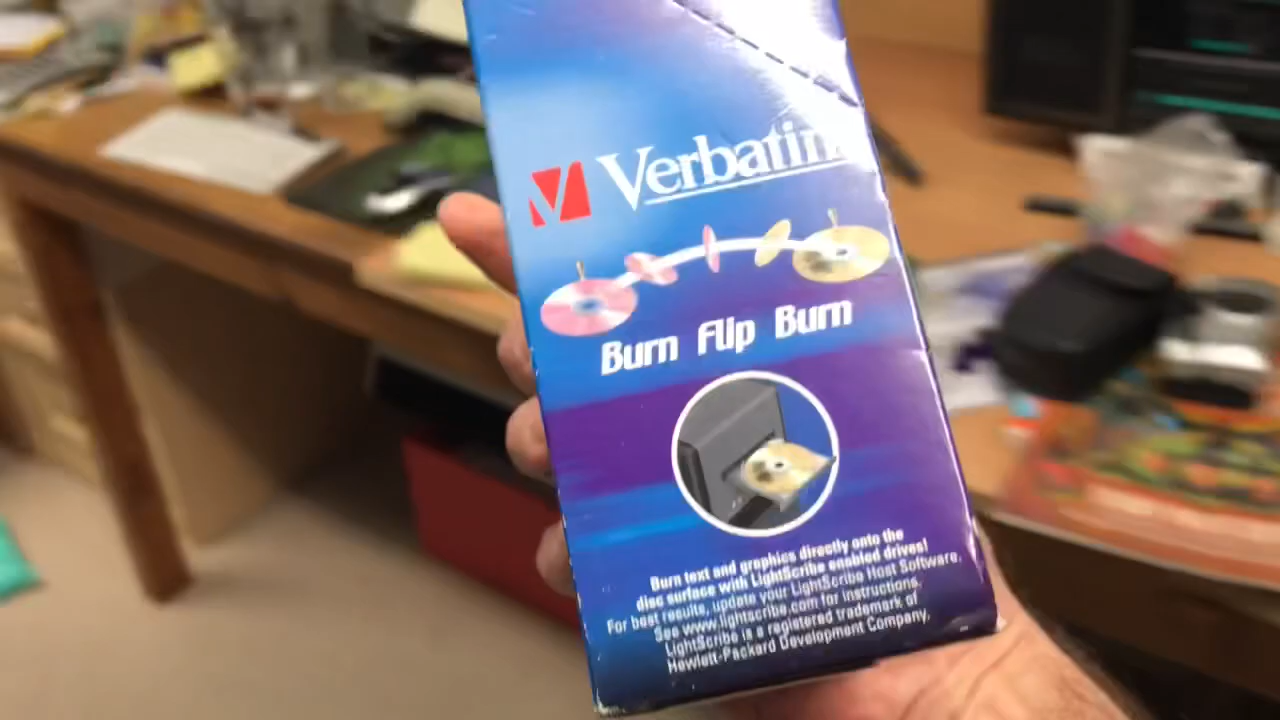 Verbatim
Burn Flip Burn
Burn text and graphics directly onto the
disc surface with LightScribe enabled drives!
For best results, update your LightScribe Host Software.
See www.lightscribe.com for instructions.
LightScribe is a registered trademark of
Hewlett-Packard Development Company.